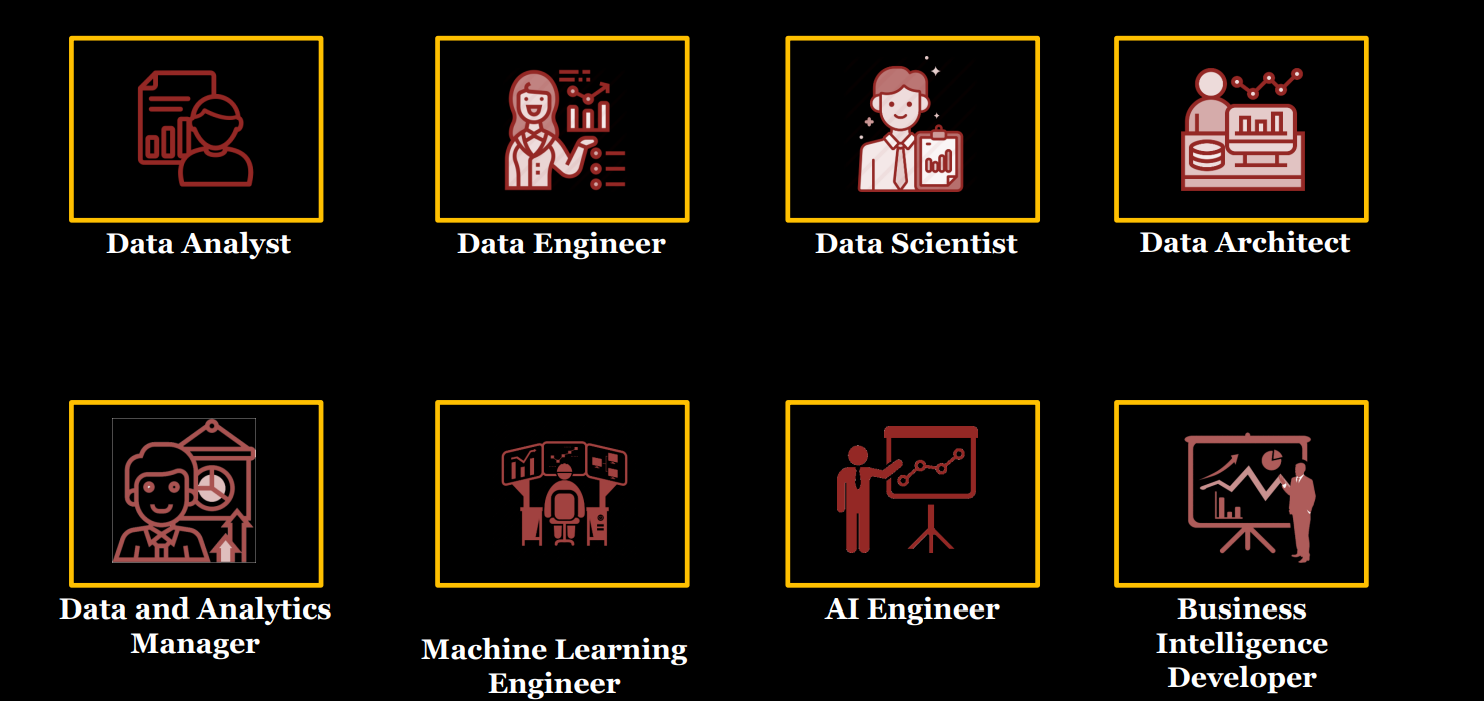 Data Analyst
Data Engineer
Data Scientist
Data Architect
Data and Analytics
Manager
Machine Learning
Engineer
AI Engineer
Business
Intelligence
Developer